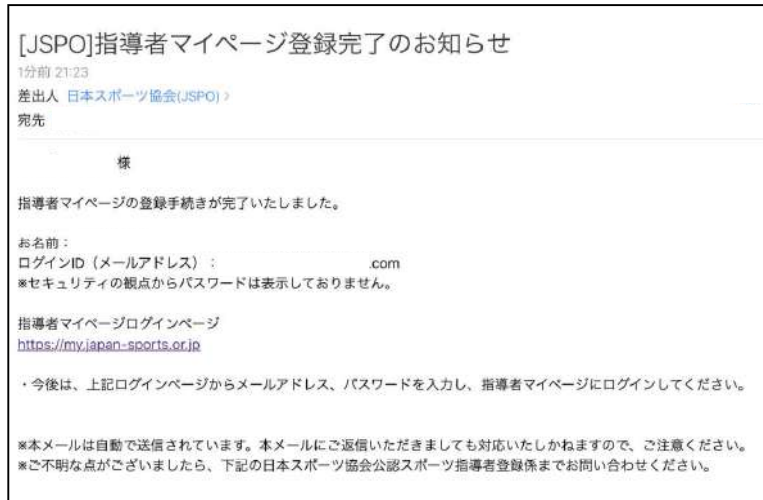 [JSPO]指導者マイページ登録完了のお知らせ
1分前 21:23
差出人 日本スポーツ協会(JSPO) >
宛先
様
指導者マイページの登録手続きが完了いたしました。
お名前：
ログインID（メールアドレス）： .com
※セキュリティの観点からパスワードは表示しておりません。
指導者マイページログインページ
https://my.japan-sports.or.jp
・今後は、上記ログインページからメールアドレス、パスワードを入力し、指導者マイページにログインしてください。
※本メールは自動で送信されています。本メールにご返信いただきましても対応いたしかねますので、ご注意ください。
※ご不明な点がございましたら、下記の日本スポーツ協会公認スポーツ指導者登録係までお問い合わせください。